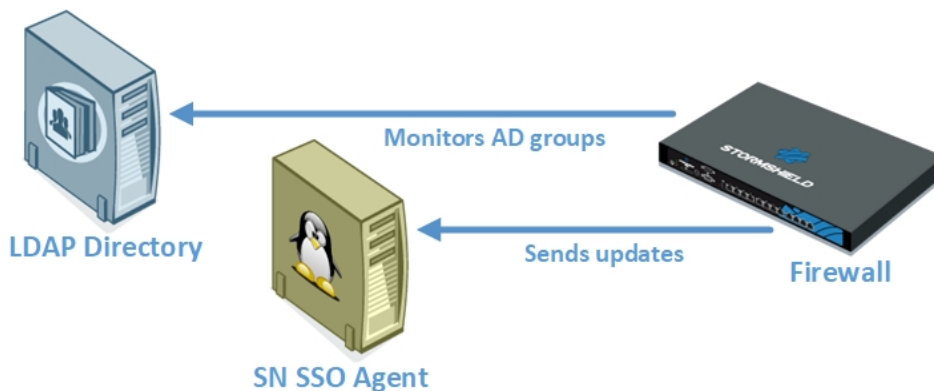 Monitors AD groups
STORMSHIELD
LDAP Directory
Sends updates
Firewall
SN SSO Agent